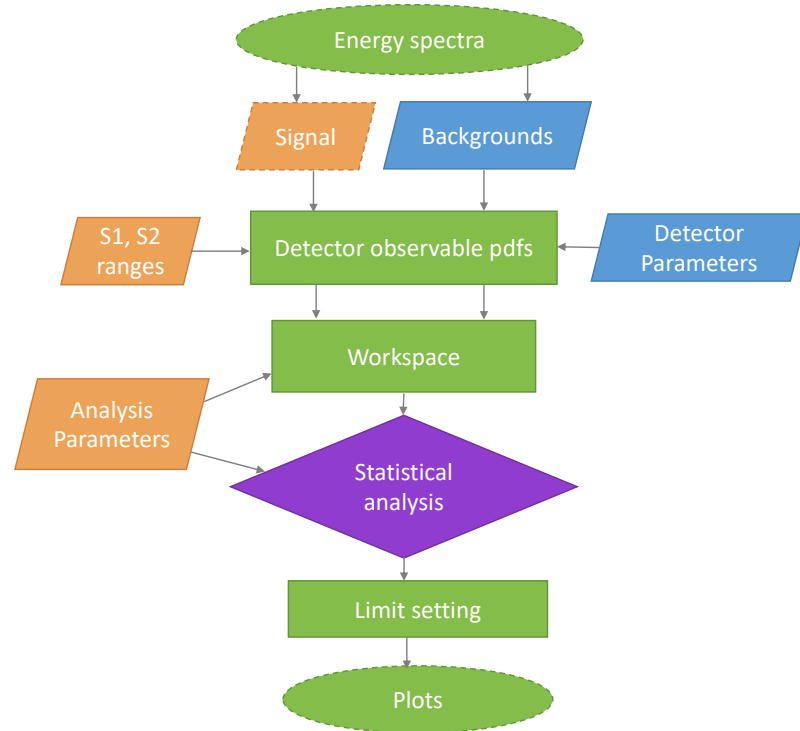 Energy spectra
Signal
Backgrounds
S1, S2
ranges
Detector observable pdfs
Detector
Parameters
Workspace
Analysis
Parameters
Statistical
analysis
Limit setting
Plots